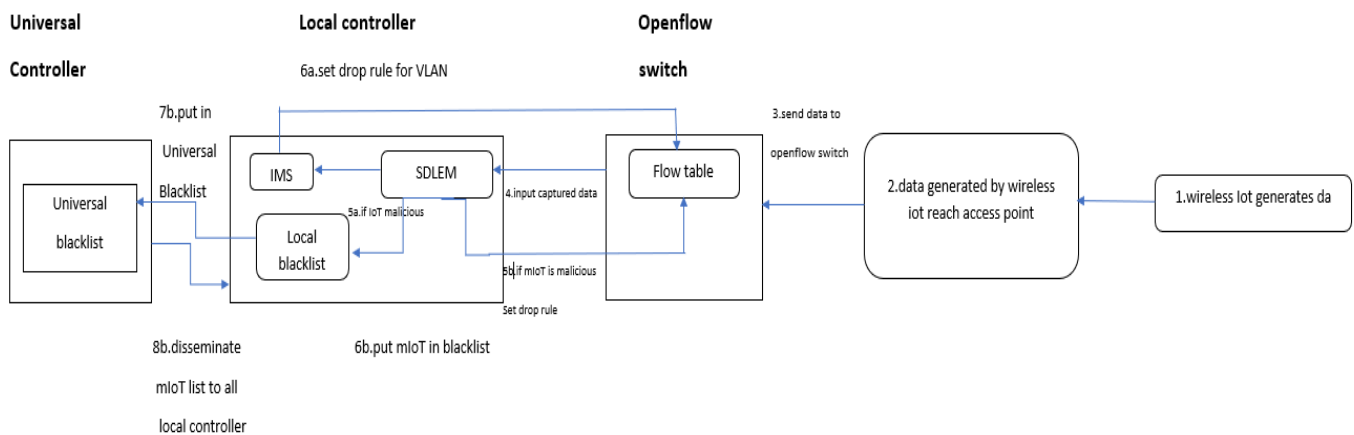 Universal
Controller
Local controller
6a.set drop rule for VLAN
Openflow
switch
7b.put in
Universal
Blacklist
3.send data to
openflow switch
IMS
SDLEM
4.input captured data
Flow table
2.data generated by wireless
iot reach access point
1.wireless Iot generates da
Universal
blacklist
5a.if IoT malicious
Local
blacklist
5b.if mIoT is malicious
Set drop rule
8b.disseminate
mIoT list to all
local controller
6b.put mIoT in blacklist